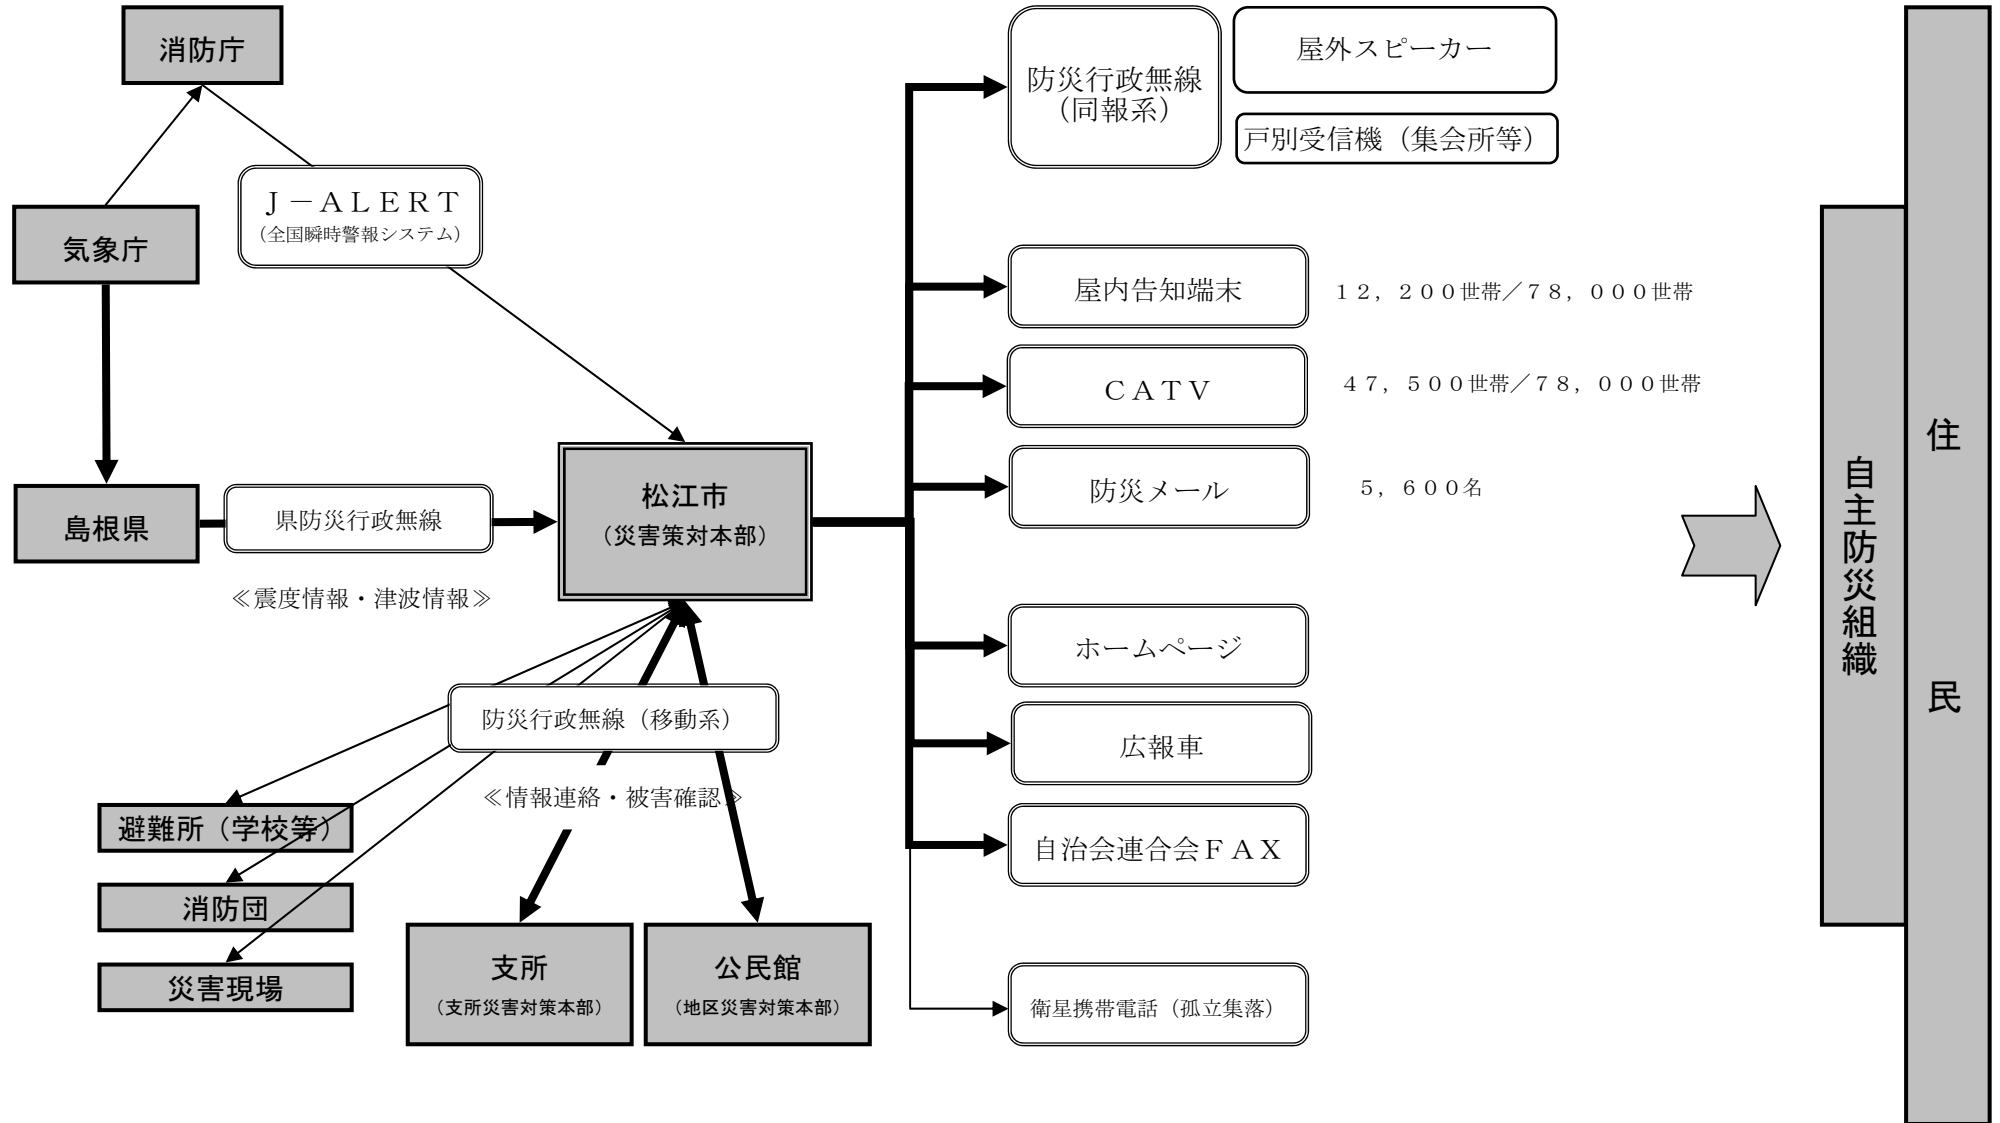 消防庁
Ｊ－ＡＬＥＲＴ
（全国瞬時警報システム）
気象庁
島根県
県防災行政無線
≪震度情報・津波情報≫
松江市
（災害策対本部）
防災行政無線（移動系）
≪情報連絡・被害確認≫
避難所（学校等）
消防団
災害現場
支所
（支所災害対策本部）
公民館
（地区災害対策本部）
防災行政無線
（同報系）
屋外スピーカー
戸別受信機（集会所等）
屋内告知端末
１２，２００世帯／７８，０００世帯
ＣＡＴＶ
４７，５００世帯／７８，０００世帯
防災メール
５，６００名
ホームページ
広報車
自治会連合会ＦＡＸ
衛星携帯電話（孤立集落）
自主防災組織
住民